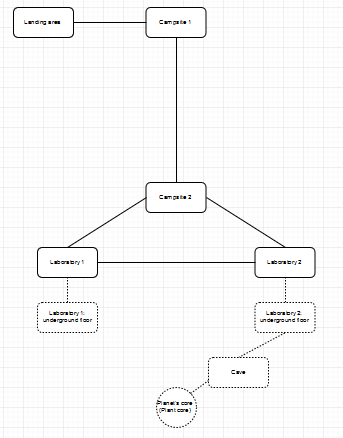 Landing area
Campsite 1
Campsite 2
Laboratory 1
Laboratory 2
Laboratory 1:
underground floor
Laboratory 2:
underground floor
Cave
Planet's core
(Plant core)